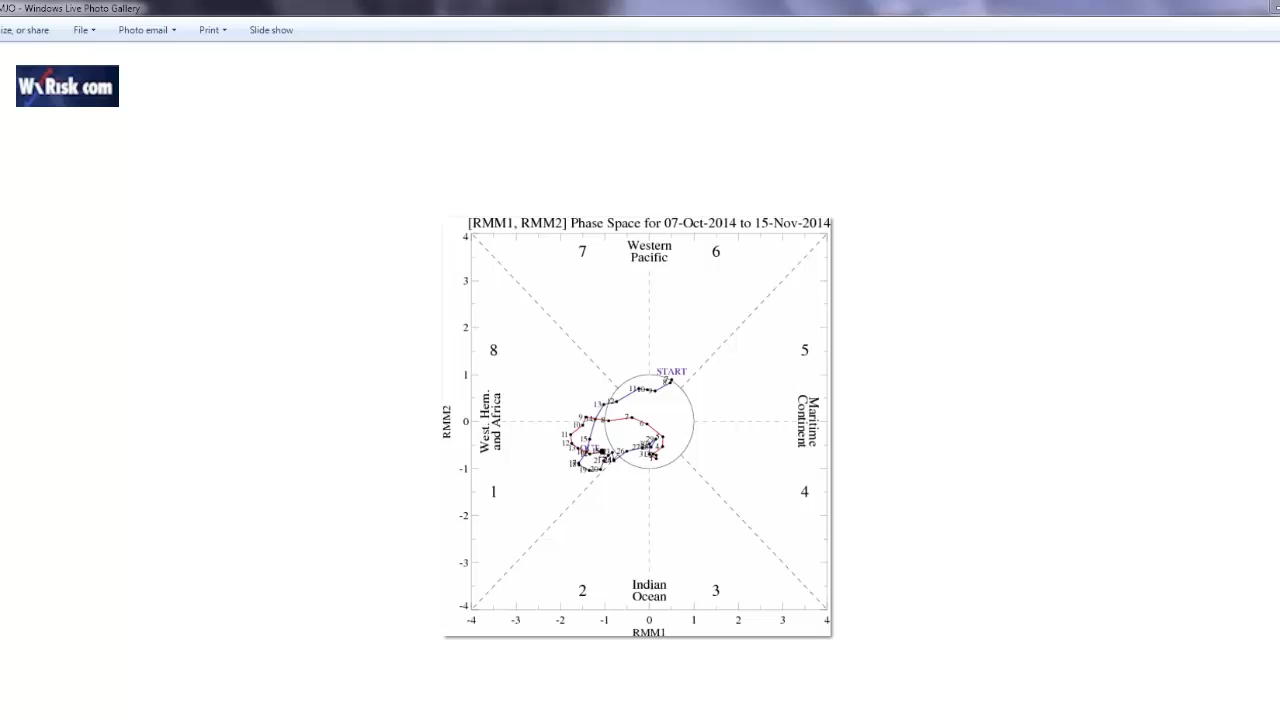 MJO - Windows Live Photo Gallery
ize, or share File Photo email Print Slide show
WxRisk com
[RMM1, RMM2] Phase Space for 07-Oct-2014 to 15-Nov-2014
4
7
Western
Pacific
6
3
2
8
5
1
START
RMM2
West. Hem.
and Africa
0
Maritime
Continent
-1
1
4
-2
-3
2
Indian
Ocean
3
-4
-4 -3 -2 -1 0 1 2 3 4
RMM1